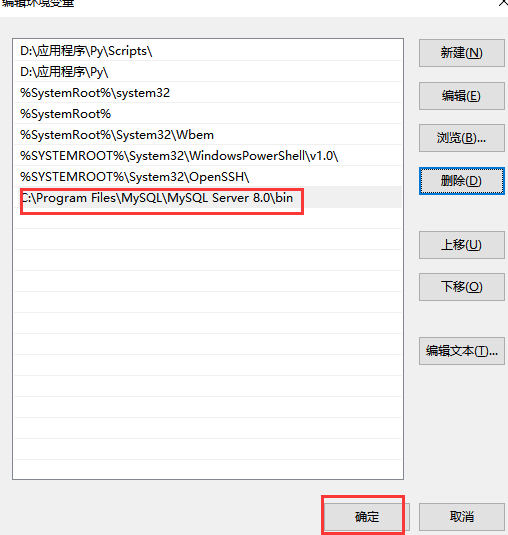 编辑环境变量
D:\应用程序\Py\Scripts\
D:\应用程序\Py\
%SystemRoot%\system32
%SystemRoot%
%SystemRoot%\System32\Wbem
%SYSTEMROOT%\System32\WindowsPowerShell\v1.0\
%SYSTEMROOT%\System32\OpenSSH\
C:\Program Files\MySQL\MySQL Server 8.0\bin
新建(N)
编辑(E)
浏览(B)...
删除(D)
上移(U)
下移(O)
编辑文本(T)...
确定
取消